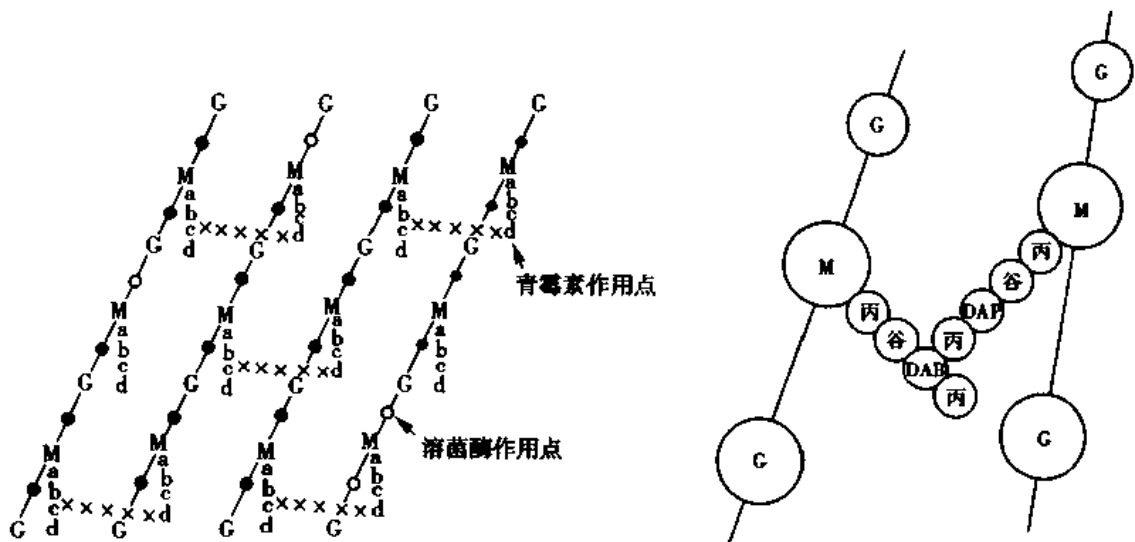 G G G G
M M M M
a a a a
b b b b
c c c c
d d d d
G G G G
青霉素作用点
M M M M
a a a a
b b b b
c c c c
d d d d
G G G G
溶菌酶作用点
M M M M
a a a a
b b b b
c c c c
d d d d
G G G G
G
G
M
M
丙
谷
DAP
丙
丙
谷
DAB
丙
G
G